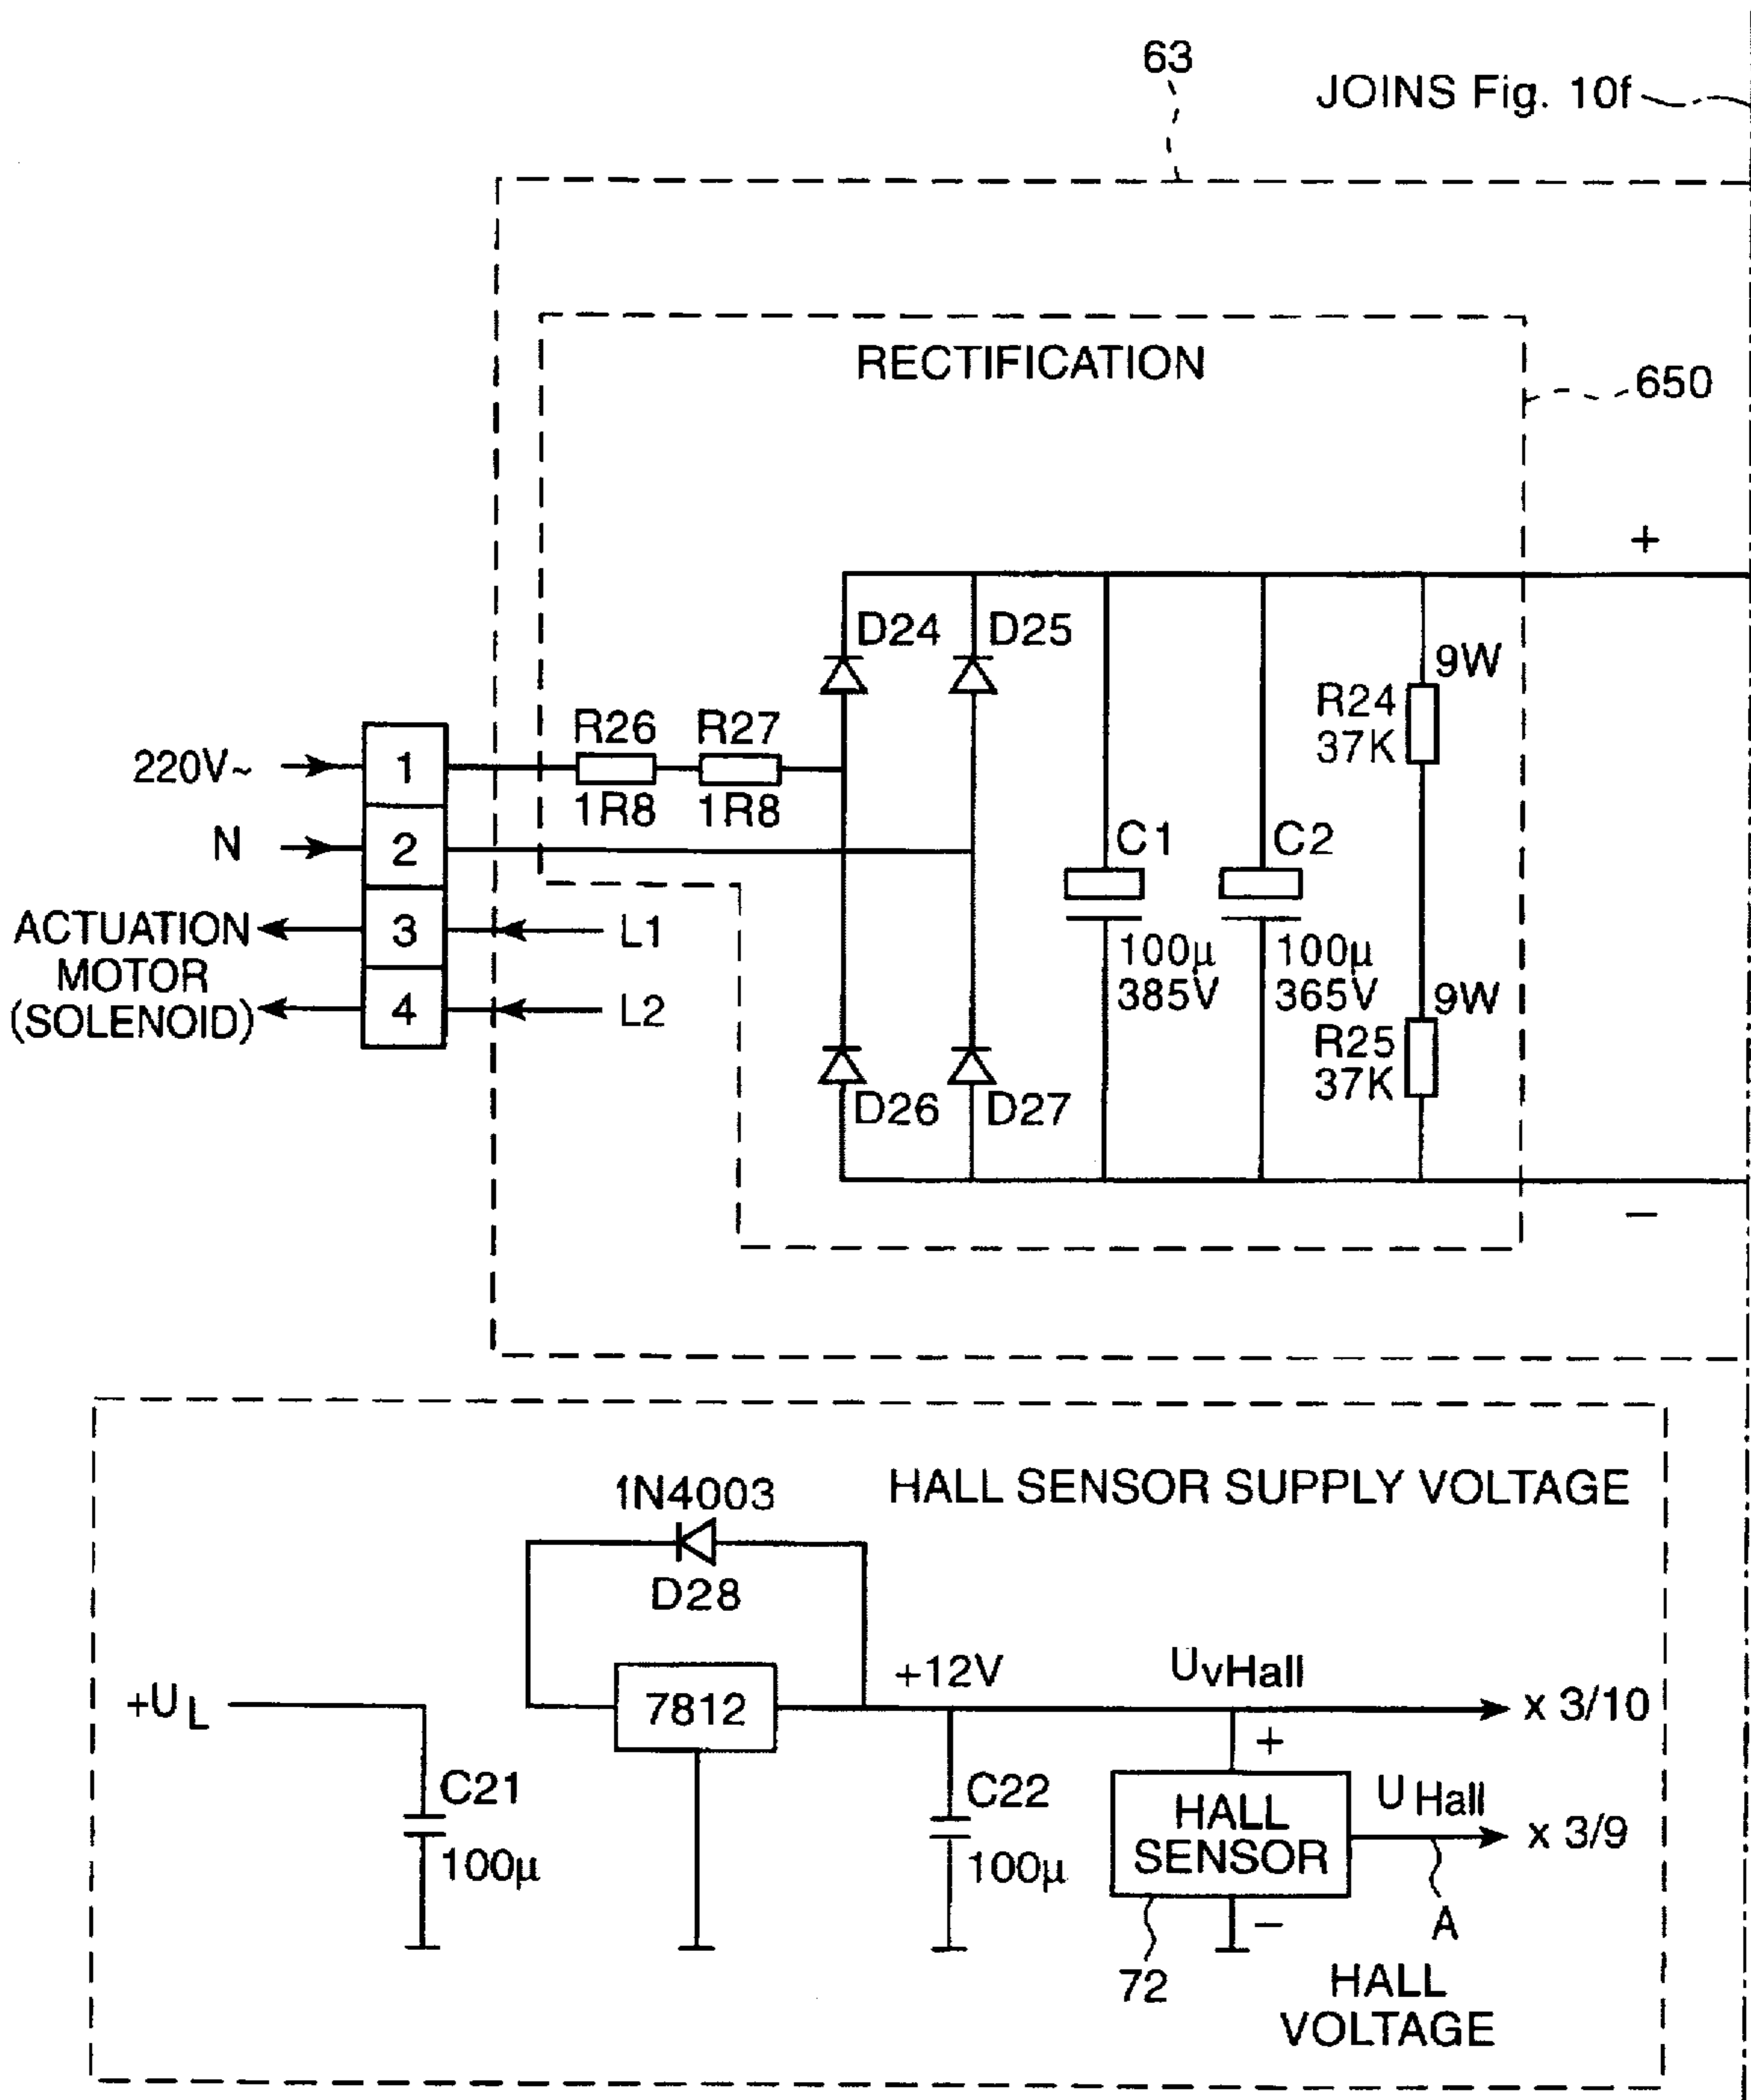 63
JOINS Fig. 10f
RECTIFICATION
650
+
D24
D25
9W
R24
37K
R26
R27
220V~
1
1R8
1R8
N
2
C1
C2
ACTUATION
MOTOR
(SOLENOID)
3
L1
100µ
385V
100µ
365V
9W
4
L2
R25
37K
D26
D27
−
1N4003
HALL SENSOR SUPPLY VOLTAGE
D28
+UL
7812
+12V
UvHall
x 3/10
+
C21
100µ
C22
100µ
HALL
SENSOR
U Hall
x 3/9
−
A
72
HALL
VOLTAGE